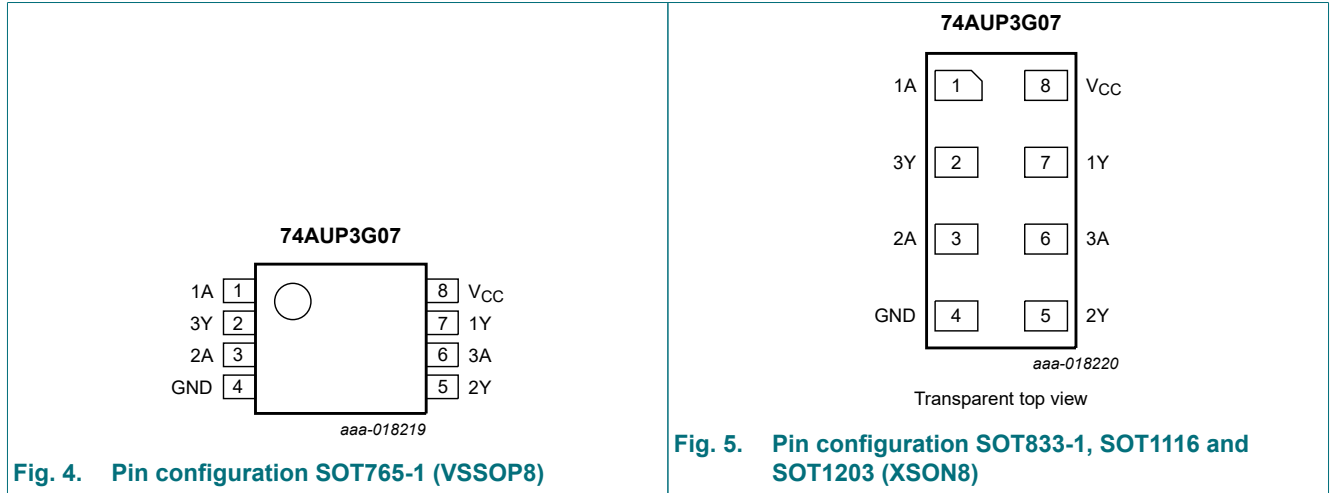 74AUP3G07
1A 1 8 VCC
3Y 2 7 1Y
2A 3 6 3A
GND 4 5 2Y
aaa-018219
Fig. 4. Pin configuration SOT765-1 (VSSOP8)
74AUP3G07
1A 1 8 VCC
3Y 2 7 1Y
2A 3 6 3A
GND 4 5 2Y
aaa-018220
Transparent top view
Fig. 5. Pin configuration SOT833-1, SOT1116 and
SOT1203 (XSON8)